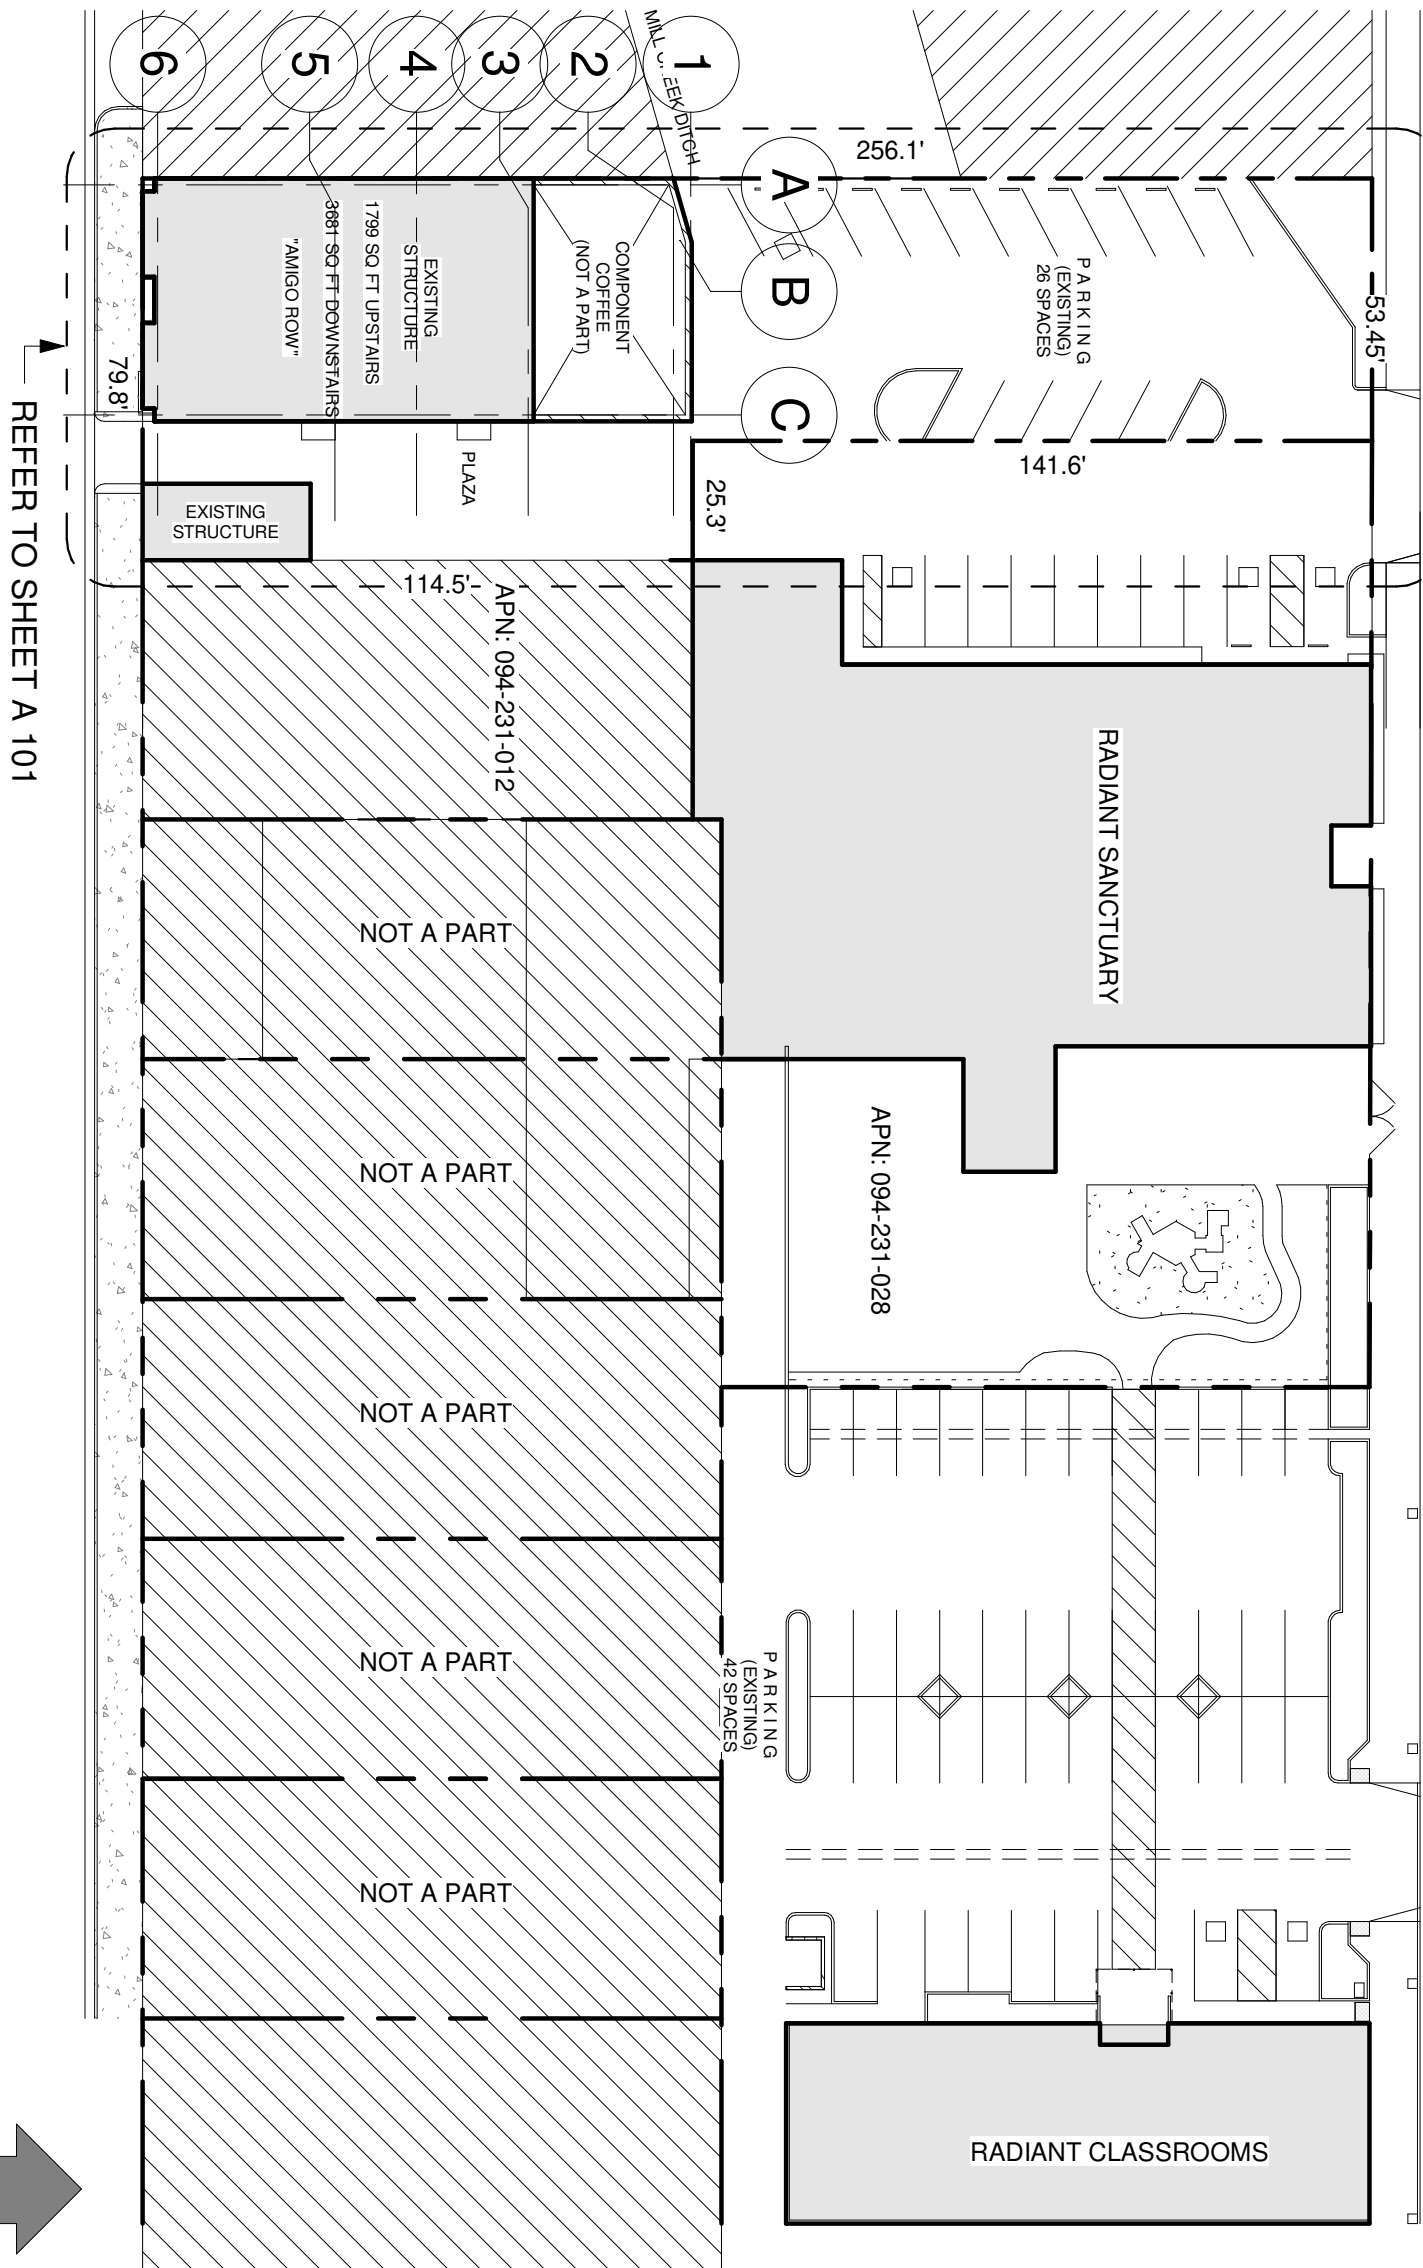 6
5
4
3
2
1
MILL CREEK DITCH
256.1'
A
B
C
53.45'
PARKING
(EXISTING)
26 SPACES
COMPONENT
COFFEE
(NOT A PART)
EXISTING
STRUCTURE
1799 SQ FT UPSTAIRS
3681 SQ FT DOWNSTAIRS
"AMIGO ROW"
79.8'
REFER TO SHEET A 101
141.6'
25.3'
PLAZA
EXISTING
STRUCTURE
114.5'
APN: 094-231-012
RADIANT SANCTUARY
NOT A PART
NOT A PART
APN: 094-231-028
NOT A PART
NOT A PART
PARKING
(EXISTING)
42 SPACES
NOT A PART
RADIANT CLASSROOMS